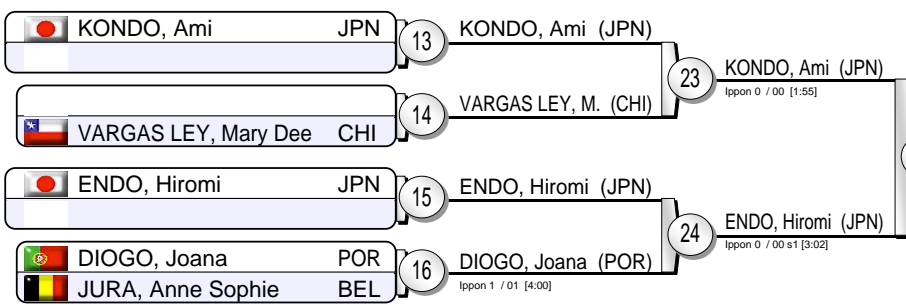 KONDO, Ami JPN
13
KONDO, Ami (JPN)
23
KONDO, Ami (JPN)
Ippon 0 / 00 [1:55]
14
VARGAS LEY, M. (CHI)
VARGAS LEY, Mary Dee CHI
ENDO, Hiromi JPN
15
ENDO, Hiromi (JPN)
24
ENDO, Hiromi (JPN)
Ippon 0 / 00 s1 [3:02]
DIOGO, Joana POR
16
DIOGO, Joana (POR)
Ippon 1 / 01 [4:00]
JURA, Anne Sophie BEL